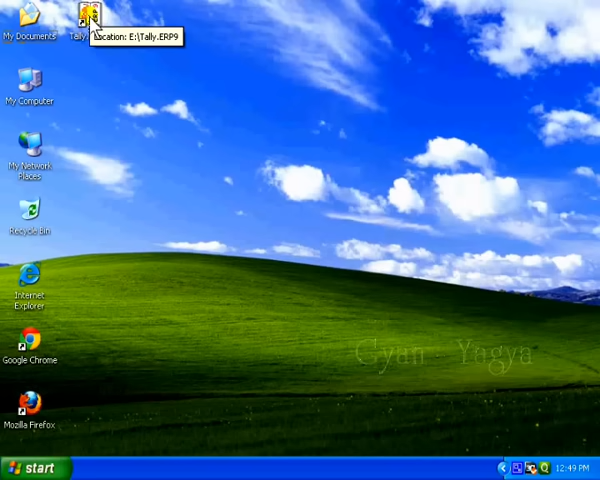 My Documents
Tally.
Location: E:\Tally.ERP9
My Computer
My Network
Places
Recycle Bin
Internet
Explorer
Google Chrome
Mozilla Firefox
Gyan Yagya
start
12:49 PM